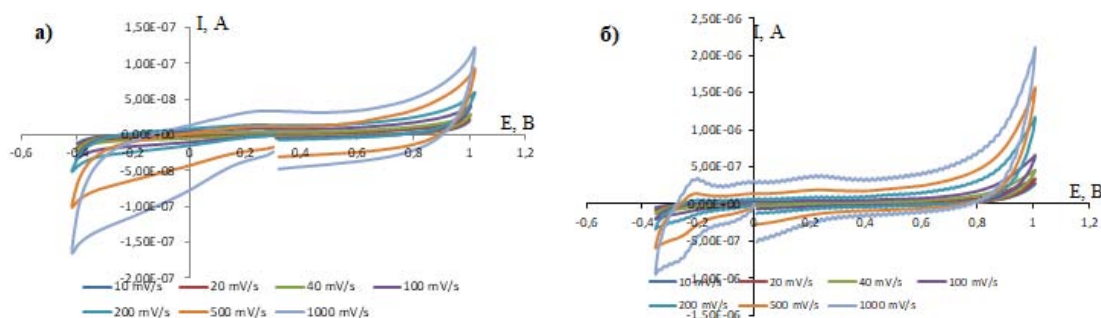 а)
I, A
1,50E-07
1,00E-07
5,00E-08
0,00E+00
-5,00E-08
-1,00E-07
-1,50E-07
-2,00E-07
E, B
-0,6 -0,4 -0,2 0 0,2 0,4 0,6 0,8 1 1,2
10 mV/s 20 mV/s 40 mV/s 100 mV/s
200 mV/s 500 mV/s 1000 mV/s
б)
I, A
2,50E-06
2,00E-06
1,50E-06
1,00E-06
5,00E-07
0,00E+00
-5,00E-07
-1,00E-06
-1,50E-06
E, B
-0,6 -0,4 -0,2 0 0,2 0,4 0,6 0,8 1 1,2
10 mV/s 20 mV/s 40 mV/s 100 mV/s
200 mV/s 500 mV/s 1000 mV/s